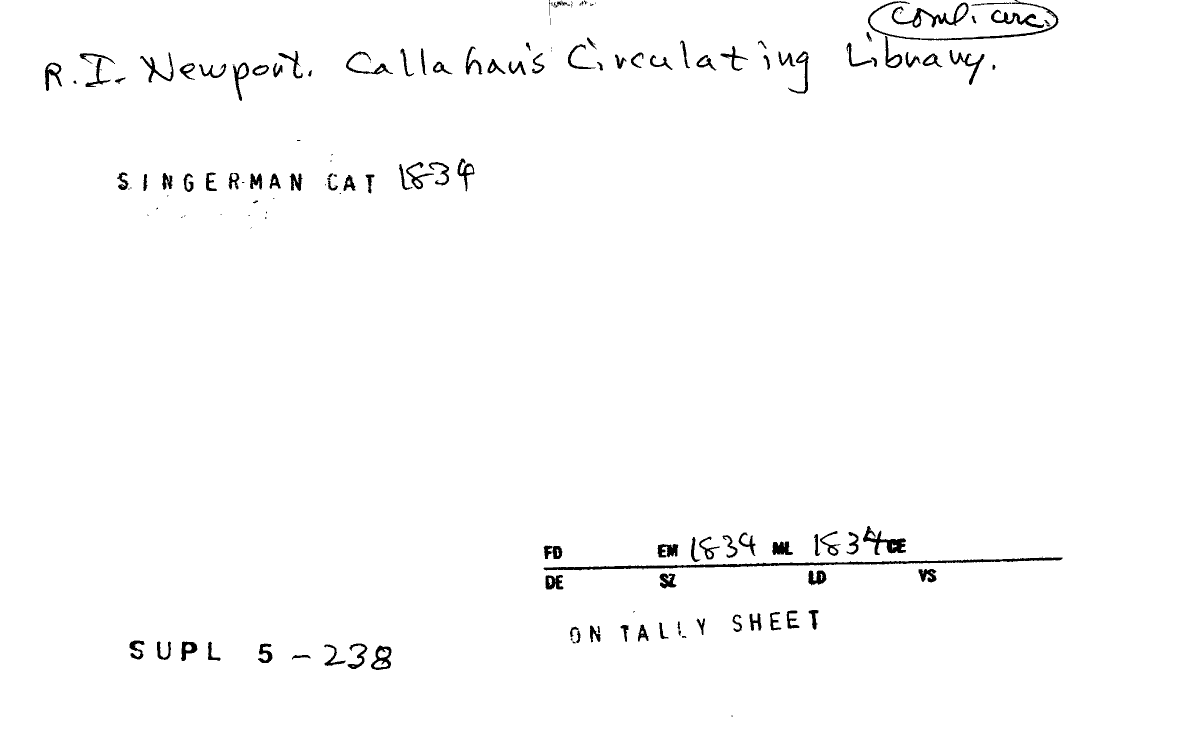 Compl. circ.
R.I. Newport. Callahan's Circulating Library.
SINGERMAN CAT 1834
FD EM 1834 ML 1834 CE
DE SZ LD VS
ON TALLY SHEET
SUPL 5 - 238